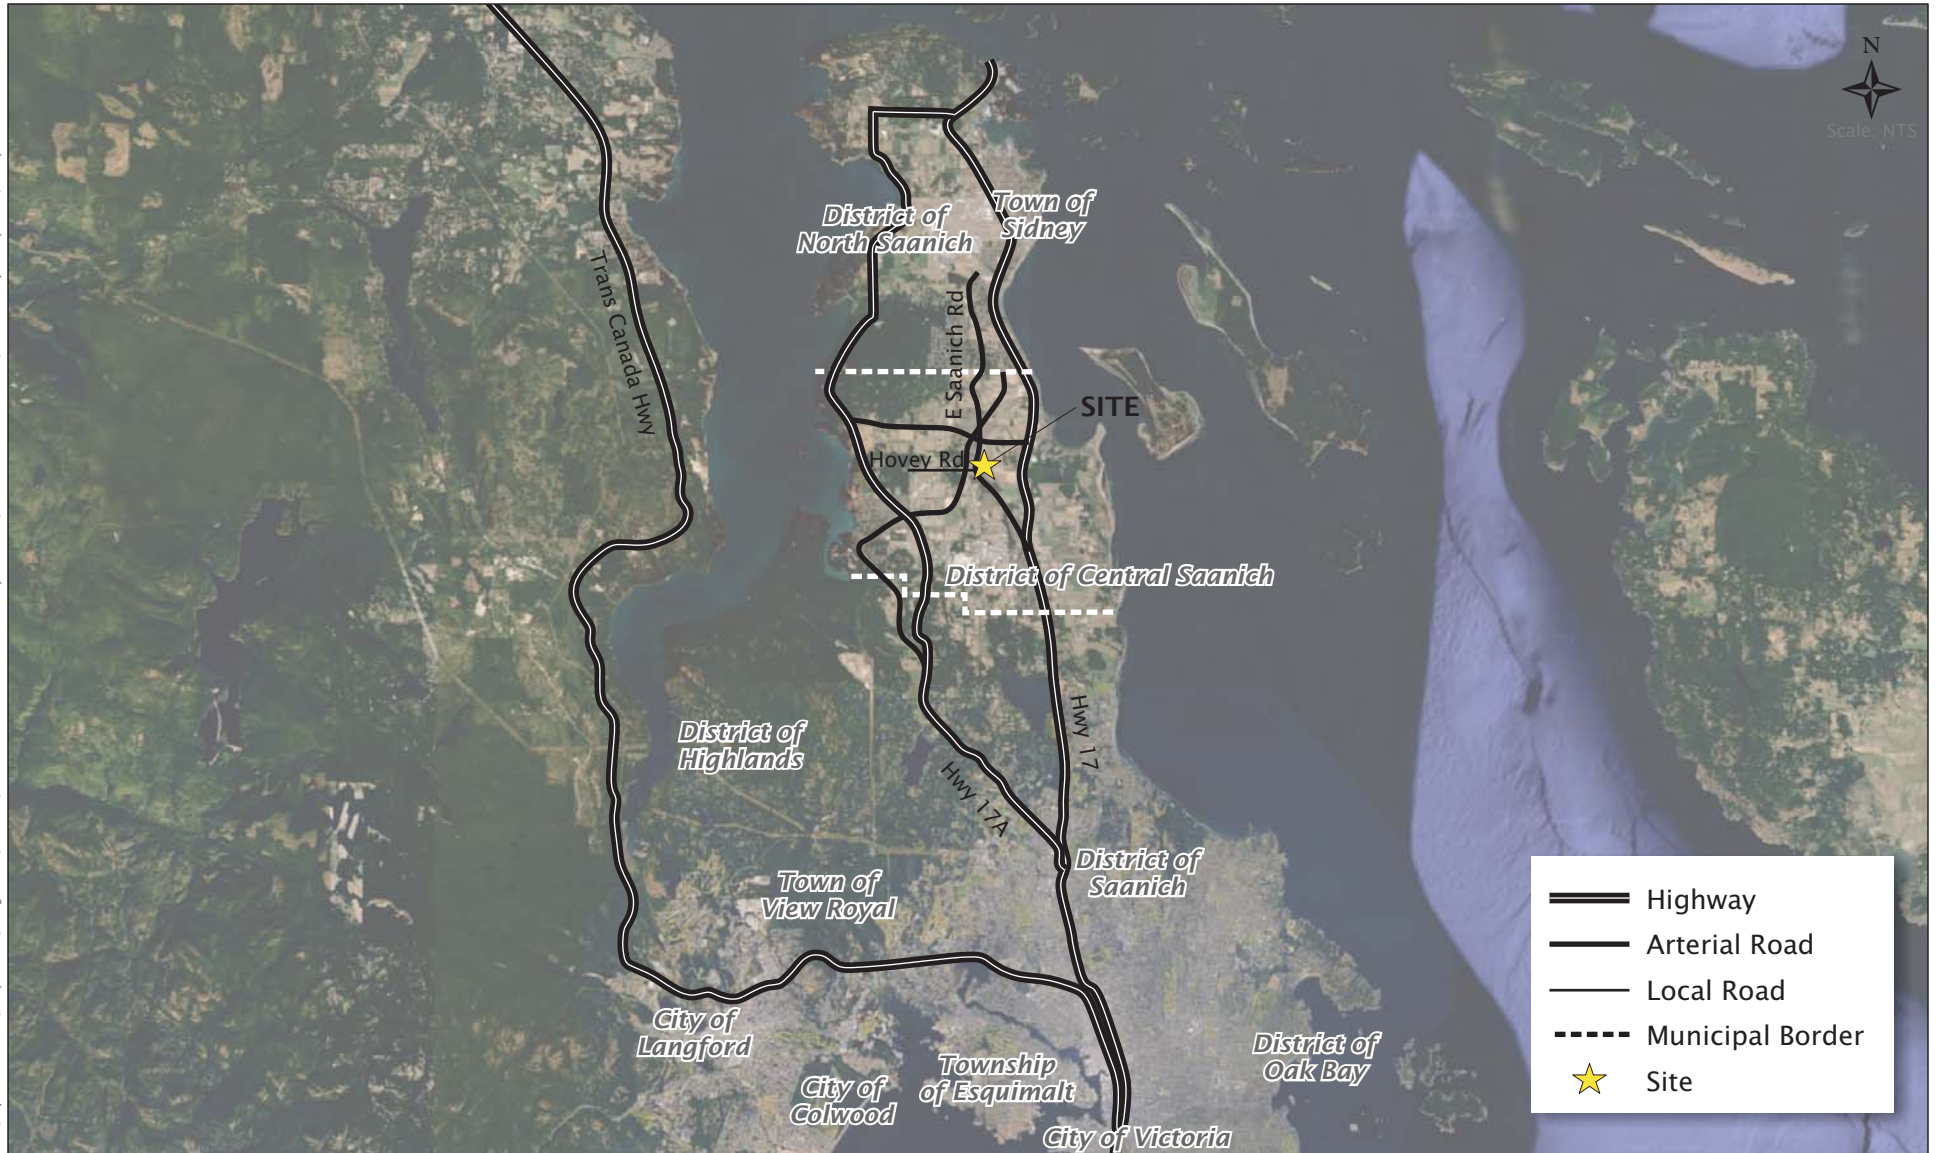 N
Scale: NTS
Town of
Sidney
District of
North Saanich
Trans Canada Hwy
E Saanich Rd
SITE
Hovey Rd
District of Central Saanich
District of
Highlands
Hwy 17
Hwy 17A
District of
Saanich
Town of
View Royal
City of
Langford
City of
Colwood
Township
of Esquimalt
District of
Oak Bay
City of Victoria
Highway
Arterial Road
Local Road
Municipal Border
Site